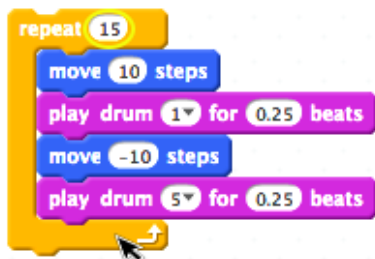 repeat 15
move 10 steps
play drum 1 for 0.25 beats
move -10 steps
play drum 5 for 0.25 beats